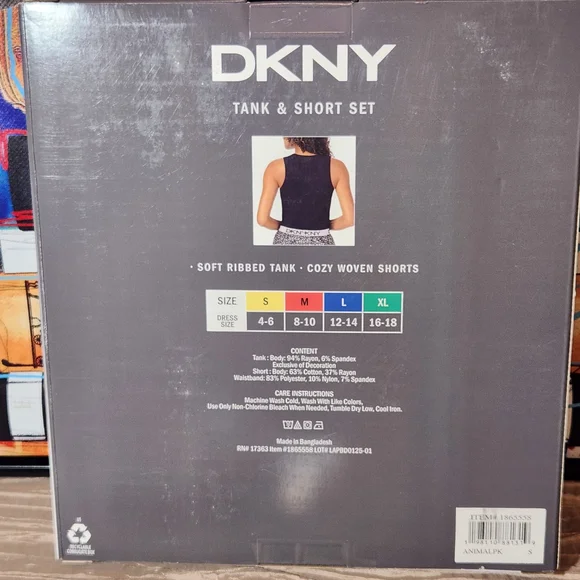 DKNY
TANK & SHORT SET
DKNY DKNY
· SOFT RIBBED TANK · COZY WOVEN SHORTS
SIZE S M L XL
DRESS SIZE 4-6 8-10 12-14 16-18
CONTENT
Tank : Body: 94% Rayon, 6% Spandex
Exclusive of Decoration
Short : Body: 63% Cotton, 37% Rayon
Waistband: 83% Polyester, 10% Nylon, 7% Spandex
CARE INSTRUCTIONS
Machine Wash Cold, Wash With Like Colors,
Use Only Non-Chlorine Bleach When Needed, Tumble Dry Low, Cool Iron.
Made in Bangladesh
RN# 17363 Item #1865558 LOT# LAPBD0125-01
ITEM# 1865558
ANIMALPK S